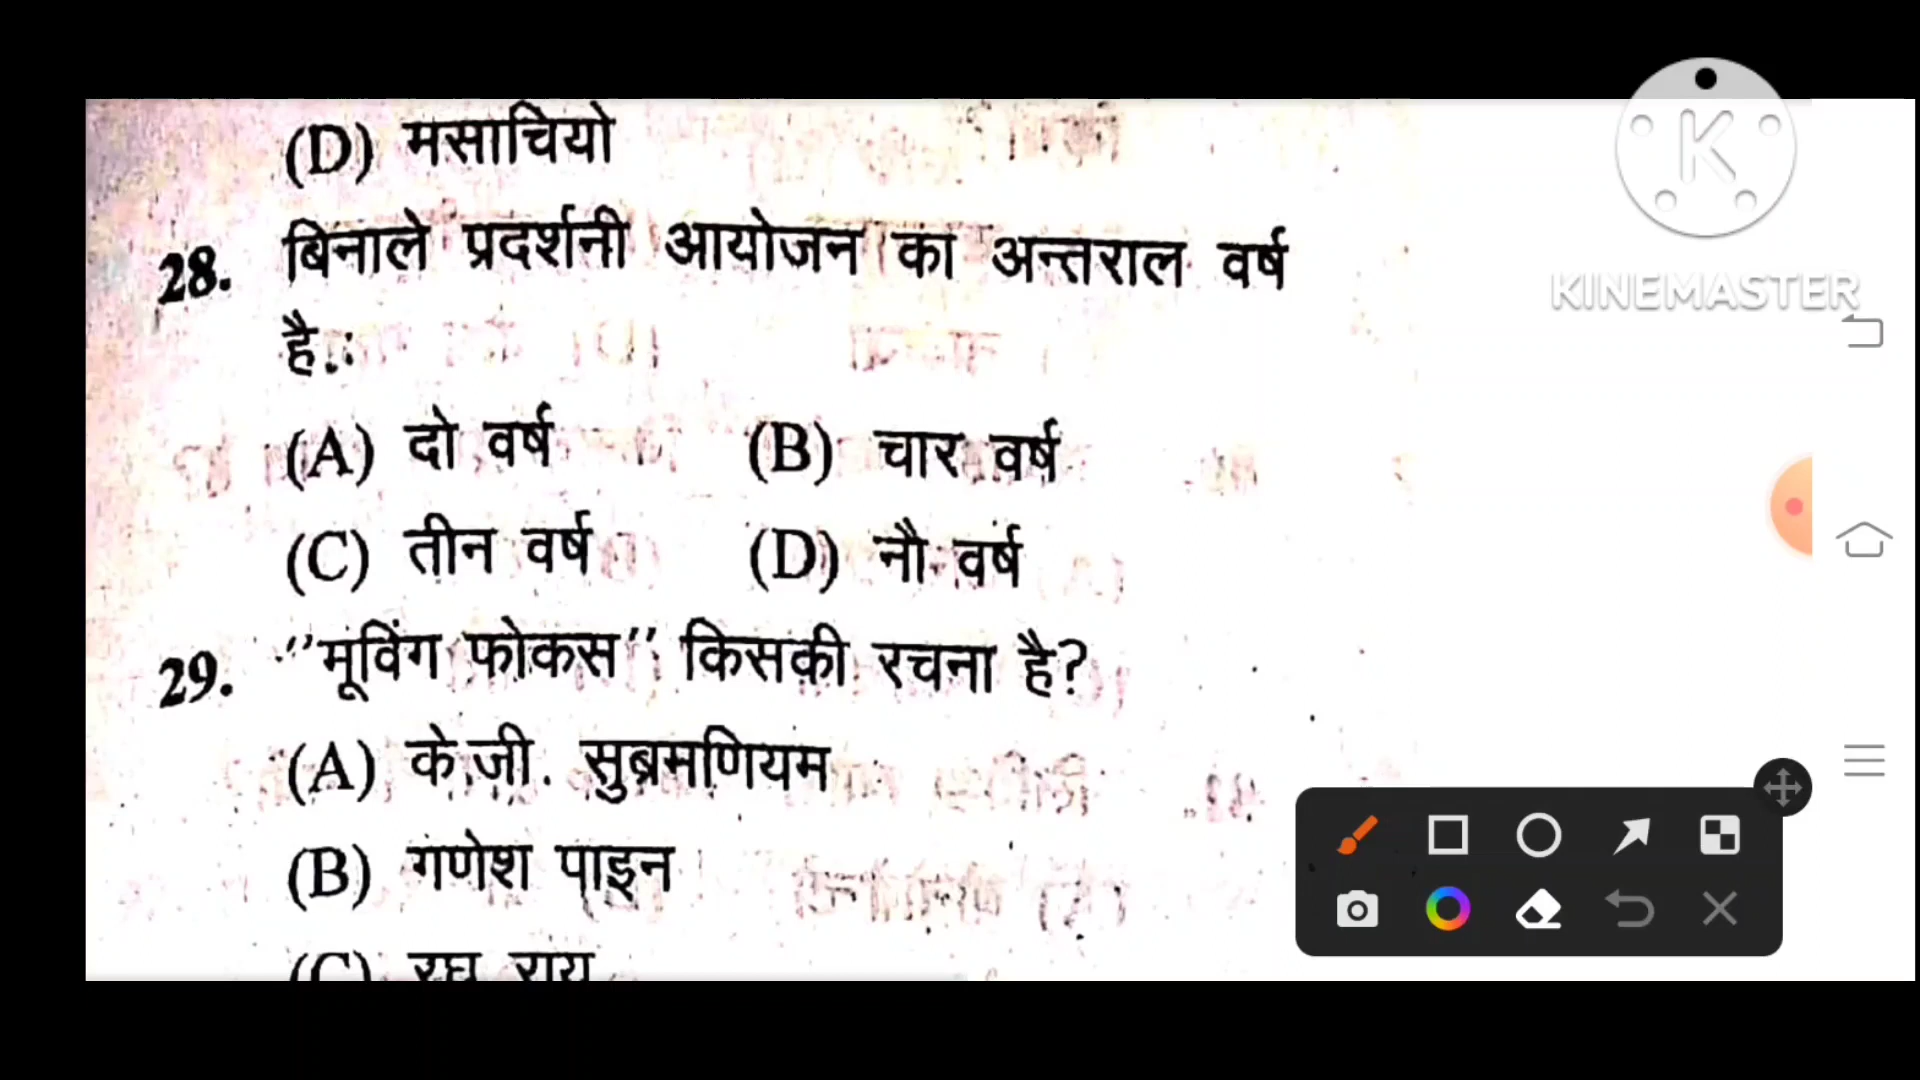 (D) मसाचियो
28. बिनाले प्रदर्शनी आयोजन का अन्तराल वर्ष
है :
(A) दो वर्ष (B) चार वर्ष
(C) तीन वर्ष (D) नौ वर्ष
29. "मूविंग फोकस" किसकी रचना है?
(A) के.जी. सुब्रमणियम
(B) गणेश पाइन
(C) रघु राय
K
KINEMASTER